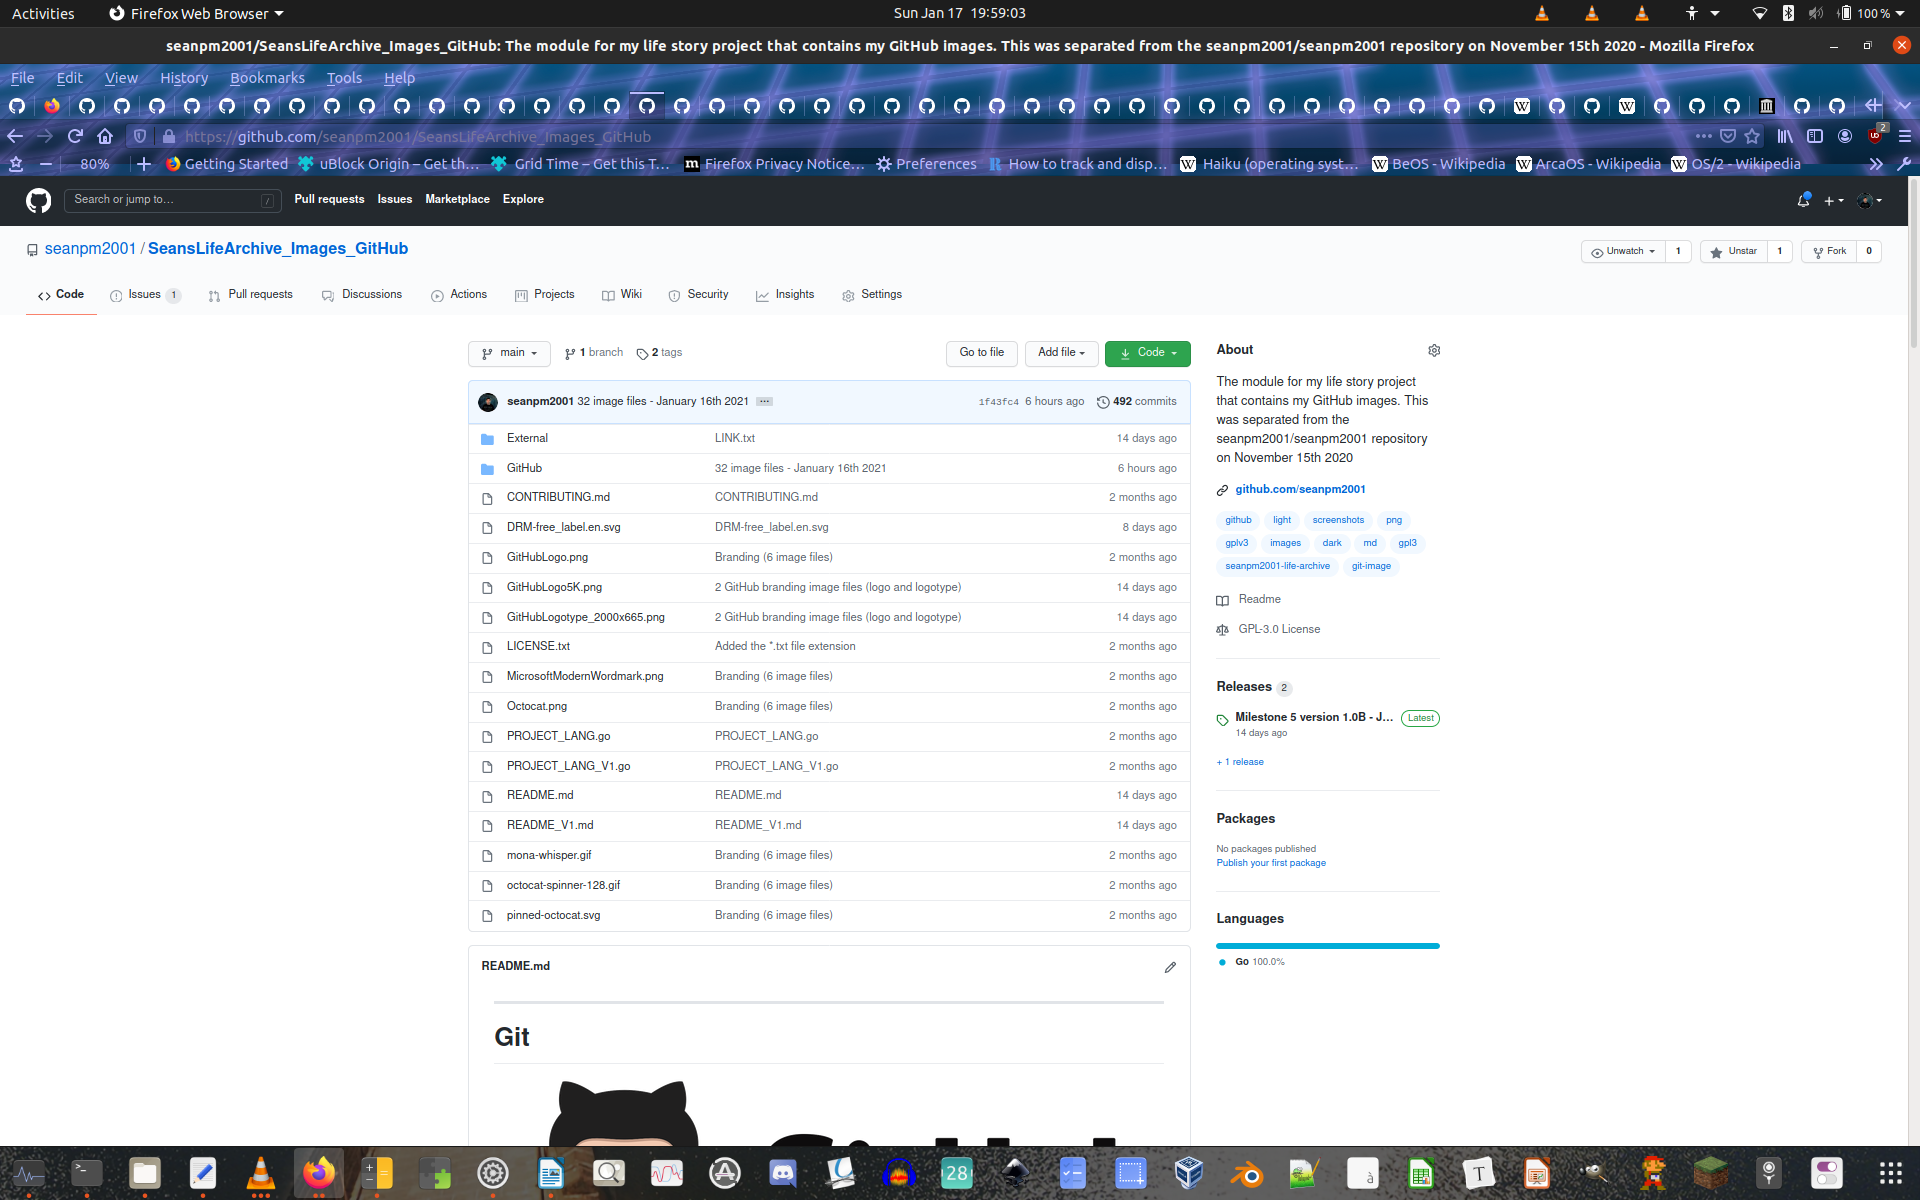 Activities
Firefox Web Browser
Sun Jan 17 19:59:03
100 %
seanpm2001/SeansLifeArchive_Images_GitHub: The module for my life story project that contains my GitHub images. This was separated from the seanpm2001/seanpm2001 repository on November 15th 2020 - Mozilla Firefox
File Edit View History Bookmarks Tools Help
https://github.com/seanpm2001/SeansLifeArchive_Images_GitHub
2
80%
Getting Started
uBlock Origin – Get th…
Grid Time – Get this T…
Firefox Privacy Notice…
Preferences
How to track and disp…
Haiku (operating syst…
BeOS - Wikipedia
ArcaOS - Wikipedia
OS/2 - Wikipedia
Search or jump to…
/
Pull requests Issues Marketplace Explore
seanpm2001 / SeansLifeArchive_Images_GitHub
Unwatch 1
Unstar 1
Fork 0
Code
Issues 1
Pull requests
Discussions
Actions
Projects
Wiki
Security
Insights
Settings
main
1 branch
2 tags
Go to file
Add file
Code
seanpm2001 32 image files - January 16th 2021 ...
1f43fc4 6 hours ago
492 commits
External LINK.txt 14 days ago
GitHub 32 image files - January 16th 2021 6 hours ago
CONTRIBUTING.md CONTRIBUTING.md 2 months ago
DRM-free_label.en.svg DRM-free_label.en.svg 8 days ago
GitHubLogo.png Branding (6 image files) 2 months ago
GitHubLogo5K.png 2 GitHub branding image files (logo and logotype) 14 days ago
GitHubLogotype_2000x665.png 2 GitHub branding image files (logo and logotype) 14 days ago
LICENSE.txt Added the *.txt file extension 2 months ago
MicrosoftModernWordmark.png Branding (6 image files) 2 months ago
Octocat.png Branding (6 image files) 2 months ago
PROJECT_LANG.go PROJECT_LANG.go 2 months ago
PROJECT_LANG_V1.go PROJECT_LANG_V1.go 2 months ago
README.md README.md 14 days ago
README_V1.md README_V1.md 14 days ago
mona-whisper.gif Branding (6 image files) 2 months ago
octocat-spinner-128.gif Branding (6 image files) 2 months ago
pinned-octocat.svg Branding (6 image files) 2 months ago
README.md
Git
About
The module for my life story project
that contains my GitHub images. This
was separated from the
seanpm2001/seanpm2001 repository
on November 15th 2020
github.com/seanpm2001
github light screenshots png
gplv3 images dark md gpl3
seanpm2001-life-archive git-image
Readme
GPL-3.0 License
Releases 2
Milestone 5 version 1.0B - J… Latest
14 days ago
+ 1 release
Packages
No packages published
Publish your first package
Languages
Go 100.0%
28